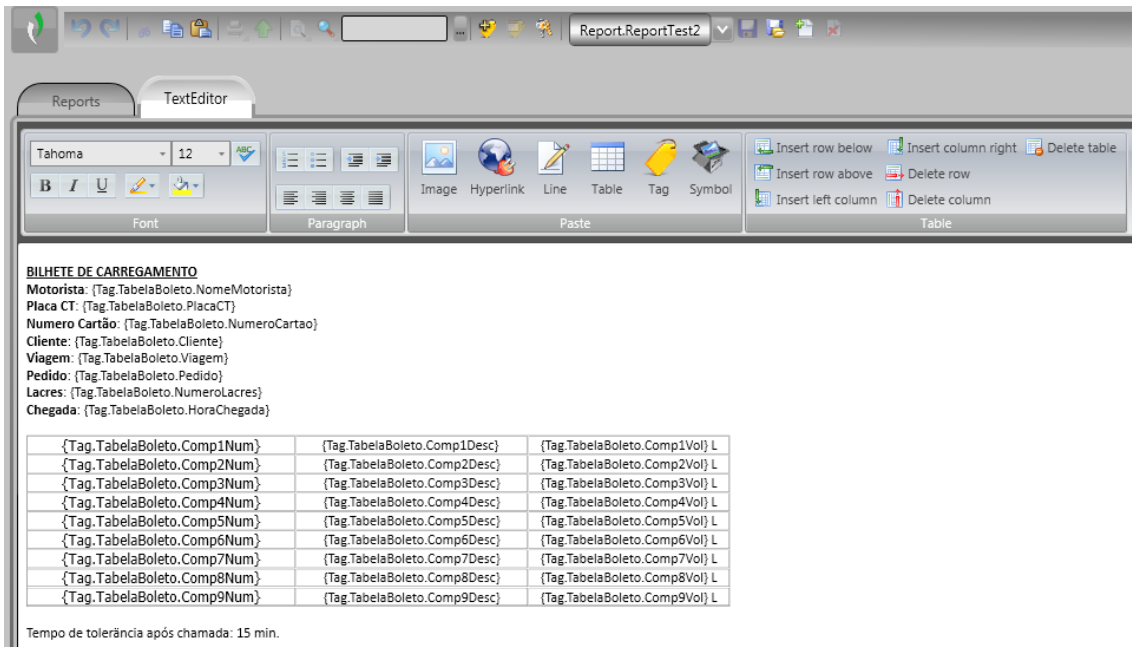 ... Report.ReportTest2
Reports TextEditor
Tahoma 12 ABC
B I U
Image Hyperlink Line Table Tag Symbol
Insert row below Insert column right Delete table
Insert row above Delete row
Insert left column Delete column
Font Paragraph Paste Table
BILHETE DE CARREGAMENTO
Motorista: {Tag.TabelaBoleto.NomeMotorista}
Placa CT: {Tag.TabelaBoleto.PlacaCT}
Numero Cartão: {Tag.TabelaBoleto.NumeroCartao}
Cliente: {Tag.TabelaBoleto.Cliente}
Viagem: {Tag.TabelaBoleto.Viagem}
Pedido: {Tag.TabelaBoleto.Pedido}
Lacres: {Tag.TabelaBoleto.NumeroLacres}
Chegada: {Tag.TabelaBoleto.HoraChegada}
{Tag.TabelaBoleto.Comp1Num} {Tag.TabelaBoleto.Comp1Desc} {Tag.TabelaBoleto.Comp1Vol} L
{Tag.TabelaBoleto.Comp2Num} {Tag.TabelaBoleto.Comp2Desc} {Tag.TabelaBoleto.Comp2Vol} L
{Tag.TabelaBoleto.Comp3Num} {Tag.TabelaBoleto.Comp3Desc} {Tag.TabelaBoleto.Comp3Vol} L
{Tag.TabelaBoleto.Comp4Num} {Tag.TabelaBoleto.Comp4Desc} {Tag.TabelaBoleto.Comp4Vol} L
{Tag.TabelaBoleto.Comp5Num} {Tag.TabelaBoleto.Comp5Desc} {Tag.TabelaBoleto.Comp5Vol} L
{Tag.TabelaBoleto.Comp6Num} {Tag.TabelaBoleto.Comp6Desc} {Tag.TabelaBoleto.Comp6Vol} L
{Tag.TabelaBoleto.Comp7Num} {Tag.TabelaBoleto.Comp7Desc} {Tag.TabelaBoleto.Comp7Vol} L
{Tag.TabelaBoleto.Comp8Num} {Tag.TabelaBoleto.Comp8Desc} {Tag.TabelaBoleto.Comp8Vol} L
{Tag.TabelaBoleto.Comp9Num} {Tag.TabelaBoleto.Comp9Desc} {Tag.TabelaBoleto.Comp9Vol} L
Tempo de toleräncia após chamada: 15 min.